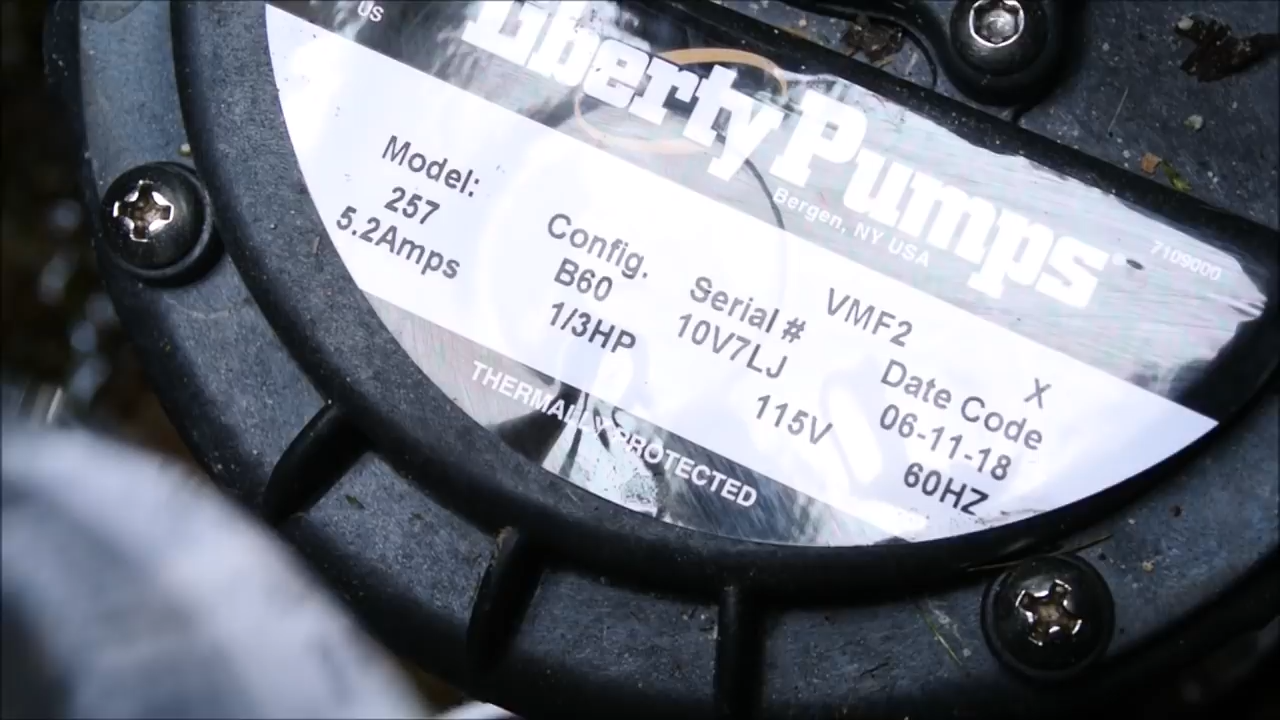 US
Liberty Pumps
Bergen, NY USA
7109000
Model: Config. Serial # VMF2 X
257 B60 10V7LJ Date Code
5.2Amps 1/3HP 115V 06-11-18
60HZ
THERMALLY PROTECTED